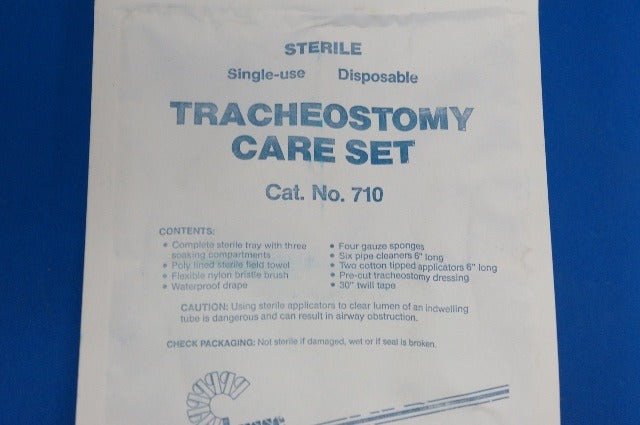 STERILE
Single-use Disposable
TRACHEOSTOMY
CARE SET
Cat. No. 710
CONTENTS:
• Complete sterile tray with three
soaking compartments
• Poly lined sterile field towel
• Flexible nylon bristle brush
• Waterproof drape
• Four gauze sponges
• Six pipe cleaners 6" long
• Two cotton tipped applicators 6" long
• Pre-cut tracheostomy dressing
• 30" twill tape
CAUTION: Using sterile applicators to clear lumen of an indwelling
tube is dangerous and can result in airway obstruction.
CHECK PACKAGING: Not sterile if damaged, wet or if seal is broken.